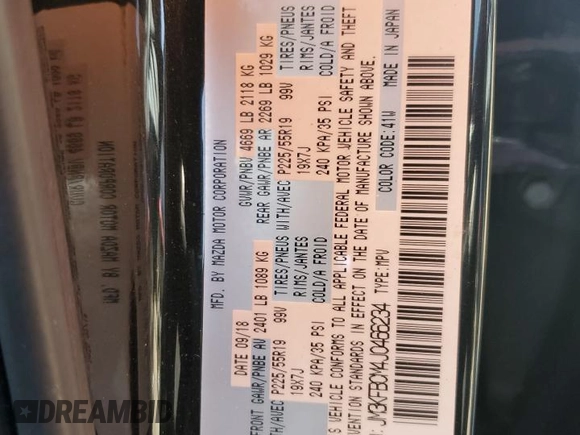 MFD. BY MAZDA MOTOR CORPORATION
DATE 09/18 GVWR/PNBV 4669 LB 2118 KG
FRONT GAWR/PNBE AV 2401 LB 1089 KG REAR GAWR/PNBE AR 2269 LB 1029 KG
WITH/AVEC P225/55R19 99V TIRES/PNEUS WITH/AVEC P225/55R19 99V TIRES/PNEUS
19X7J RIMS/JANTES 19X7J RIMS/JANTES
240 KPA/35 PSI COLD/A FROID 240 KPA/35 PSI COLD/A FROID
S VEHICLE CONFORMS TO ALL APPLICABLE FEDERAL MOTOR VEHICLE SAFETY AND THEFT
VENTION STANDARDS IN EFFECT ON THE DATE OF MANUFACTURE SHOWN ABOVE.
COLOR CODE:41W MADE IN JAPAN
JM3KFBCM4J0466234 TYPE:MPV
DREAMBID